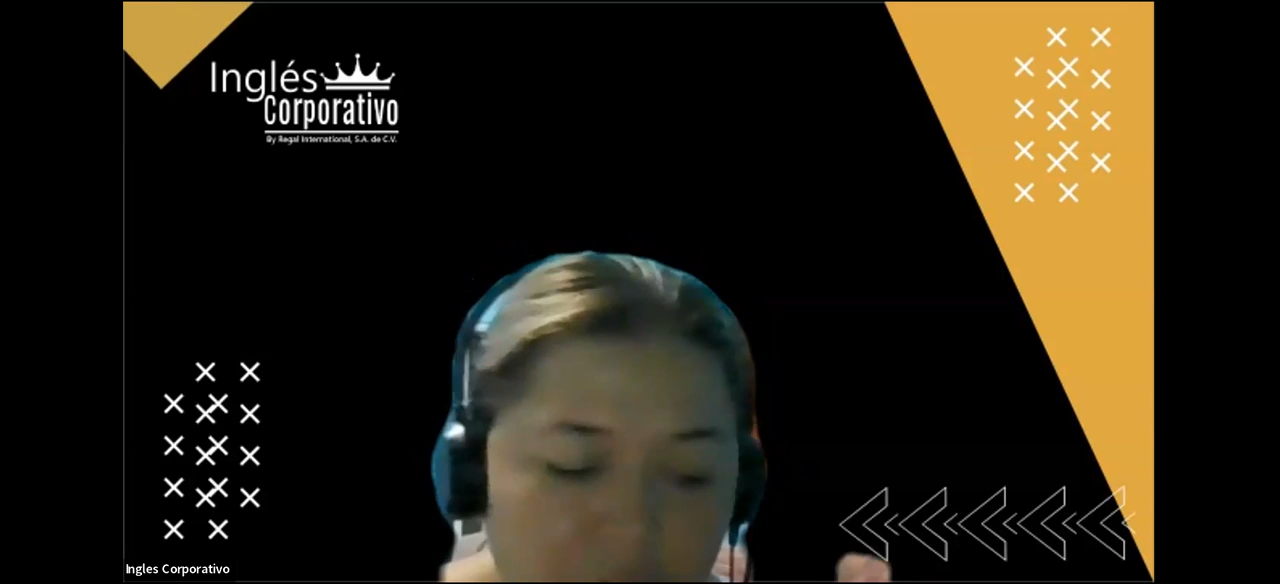 Inglés
Corporativo
By Regal International, S.A. de C.V.
Ingles Corporativo